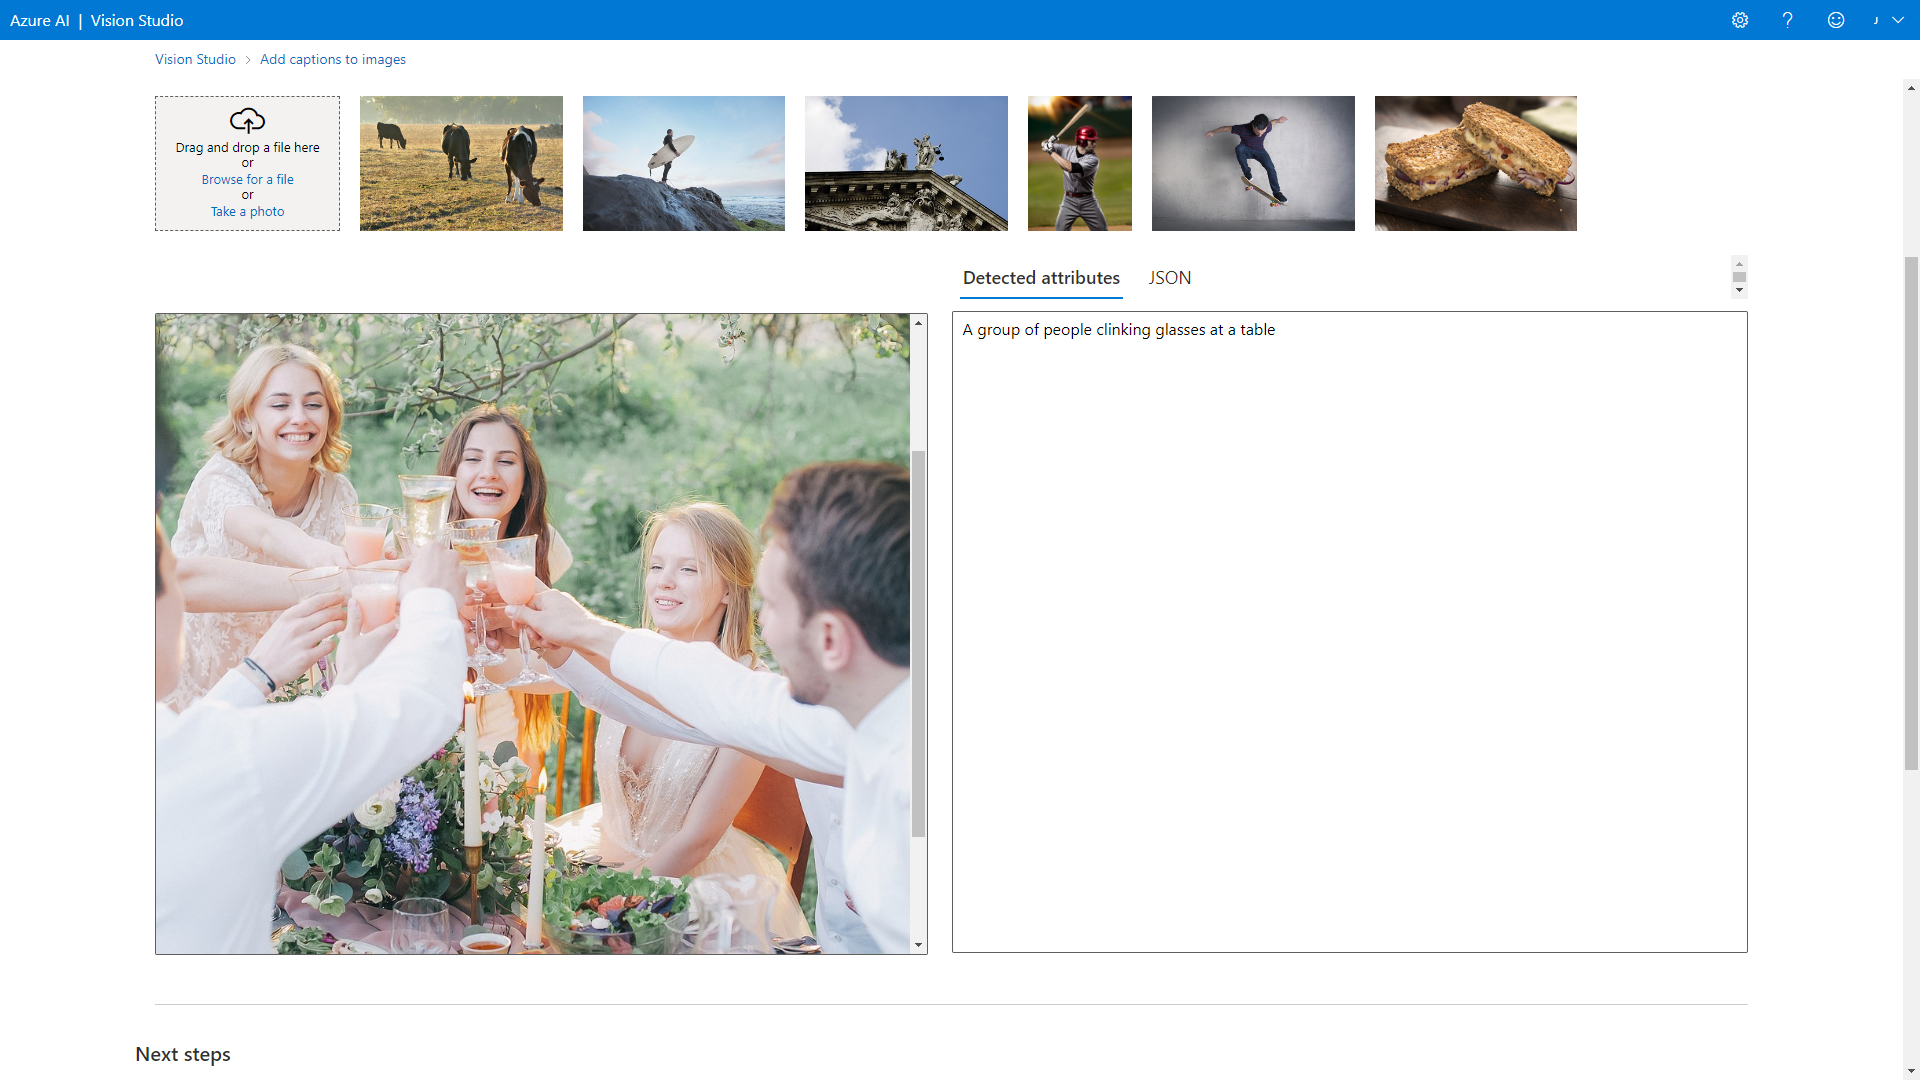 Azure AI | Vision Studio
J
Vision Studio > Add captions to images
Drag and drop a file here
or
Browse for a file
or
Take a photo
Detected attributes
JSON
A group of people clinking glasses at a table
Next steps